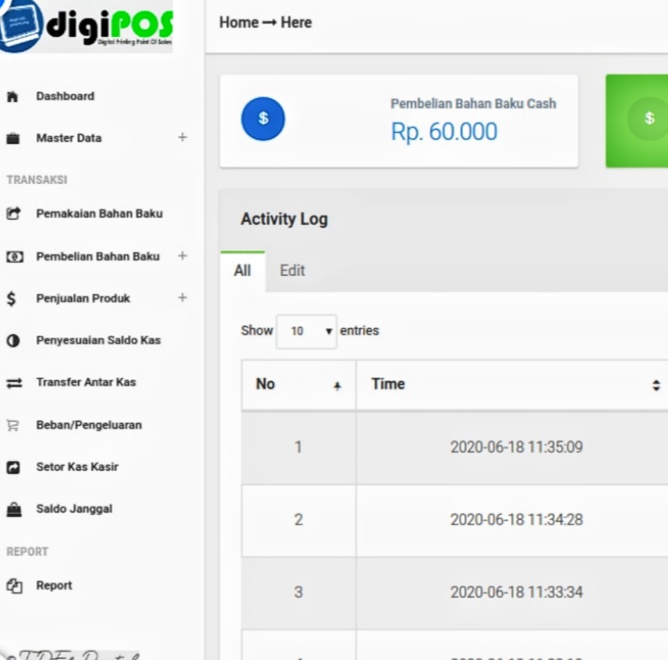 digiPOS
Digital Printing Point Of Sales
Home → Here
Dashboard
Master Data +
TRANSAKSI
Pemakaian Bahan Baku
Pembelian Bahan Baku +
Penjualan Produk +
Penyesuaian Saldo Kas
Transfer Antar Kas
Beban/Pengeluaran
Setor Kas Kasir
Saldo Janggal
REPORT
Report
$ Pembelian Bahan Baku Cash
Rp. 60.000
$
Activity Log
All Edit
Show 10 entries
No Time
1 2020-06-18 11:35:09
2 2020-06-18 11:34:28
3 2020-06-18 11:33:34